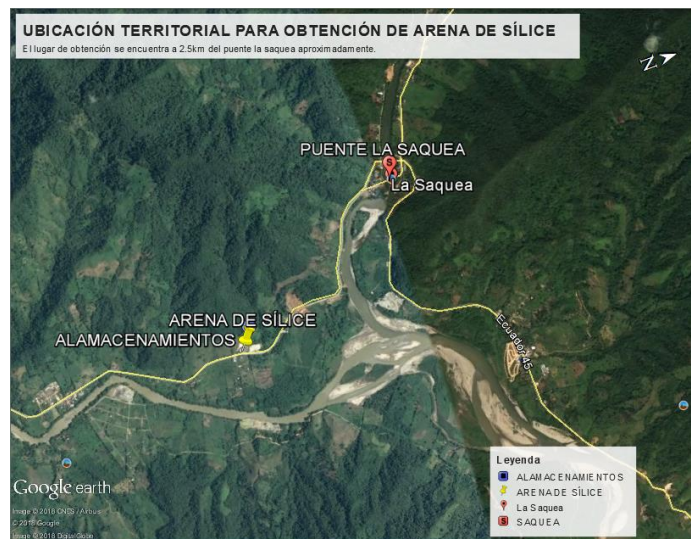 UBICACIÓN TERRITORIAL PARA OBTENCIÓN DE ARENA DE SÍLICE
El lugar de obtención se encuentra a 2.5km del puente la saquea aproximadamente.
N
PUENTE LA SAQUEA
S
La Saquea
ARENA DE SÍLICE
ALAMACENAMIENTOS
Ecuador 45
Leyenda
ALAMACENAMIENTOS
ARENA DE SÍLICE
La Saquea
S SAQUEA
Google earth
Image © 2018 CNES / Airbus
© 2018 Google
Image © 2018 DigitalGlobe